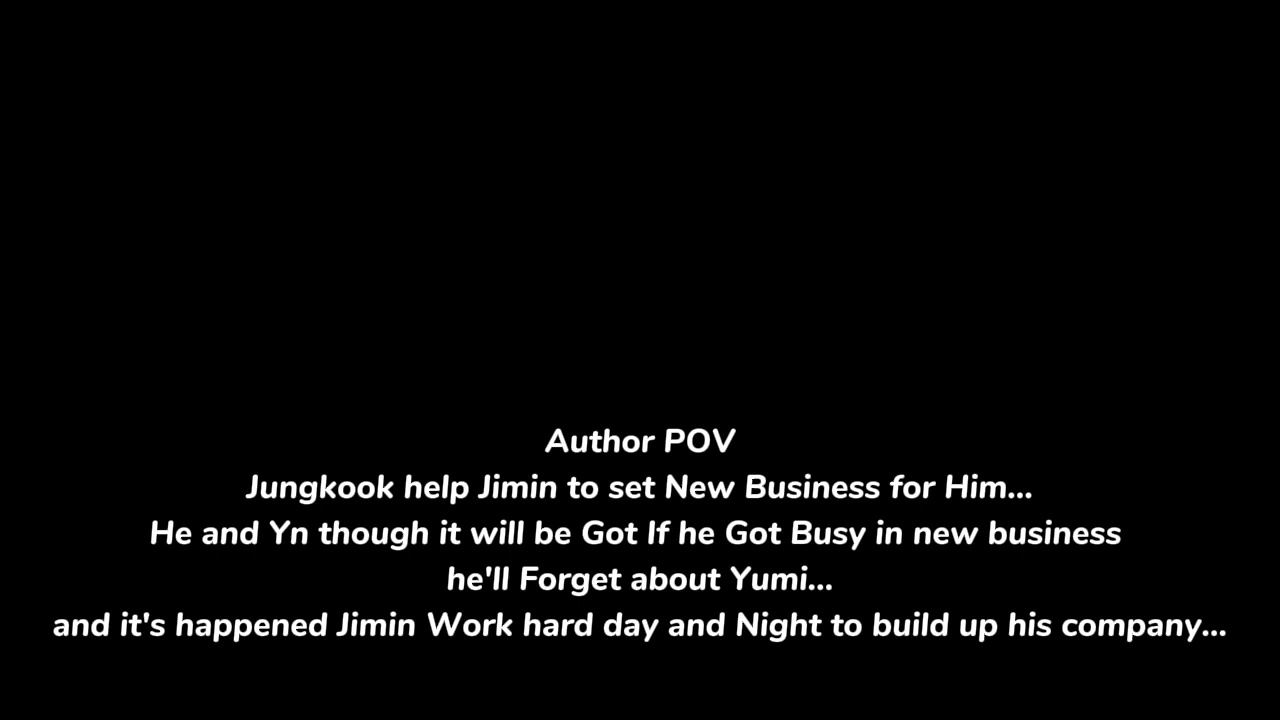 Author POV
Jungkook help Jimin to set New Business for Him...
He and Yn though it will be Got If he Got Busy in new business
he'll Forget about Yumi...
and it's happened Jimin Work hard day and Night to build up his company...